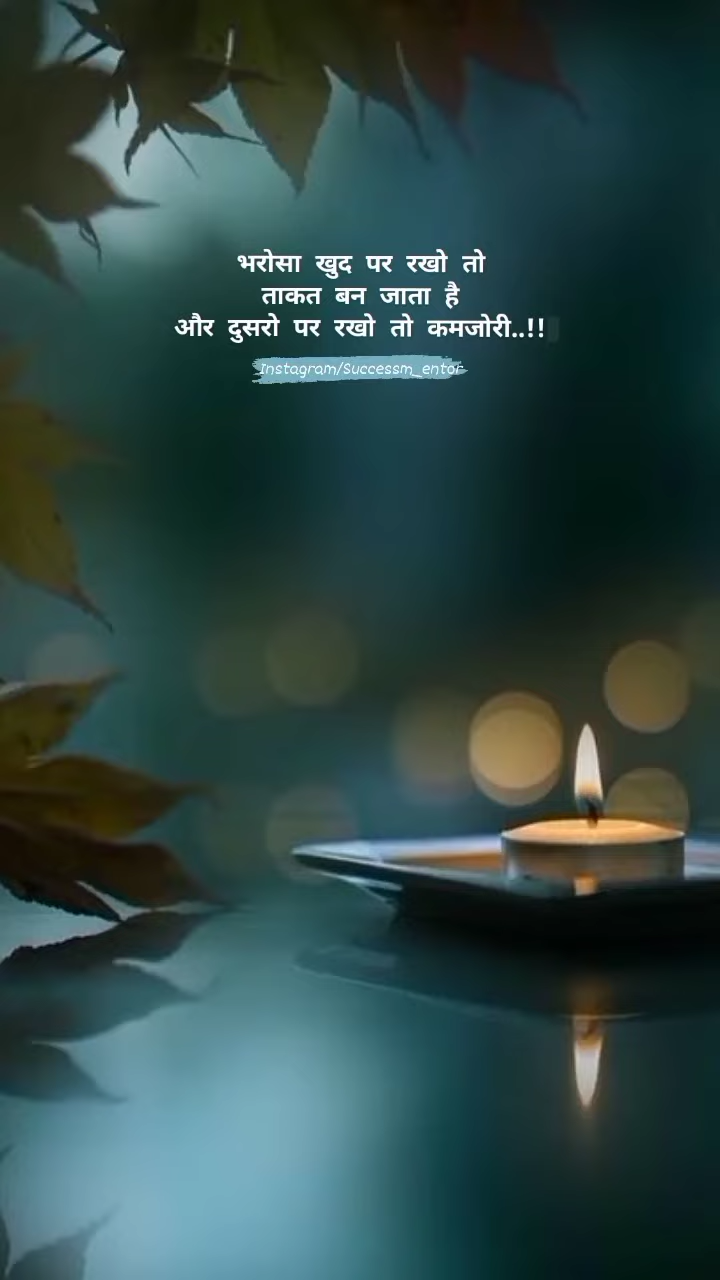 भरोसा खुद पर रखो तो
ताकत बन जाता है
और दुसरो पर रखो तो कमजोरी..!!
Instagram/Successm_entor